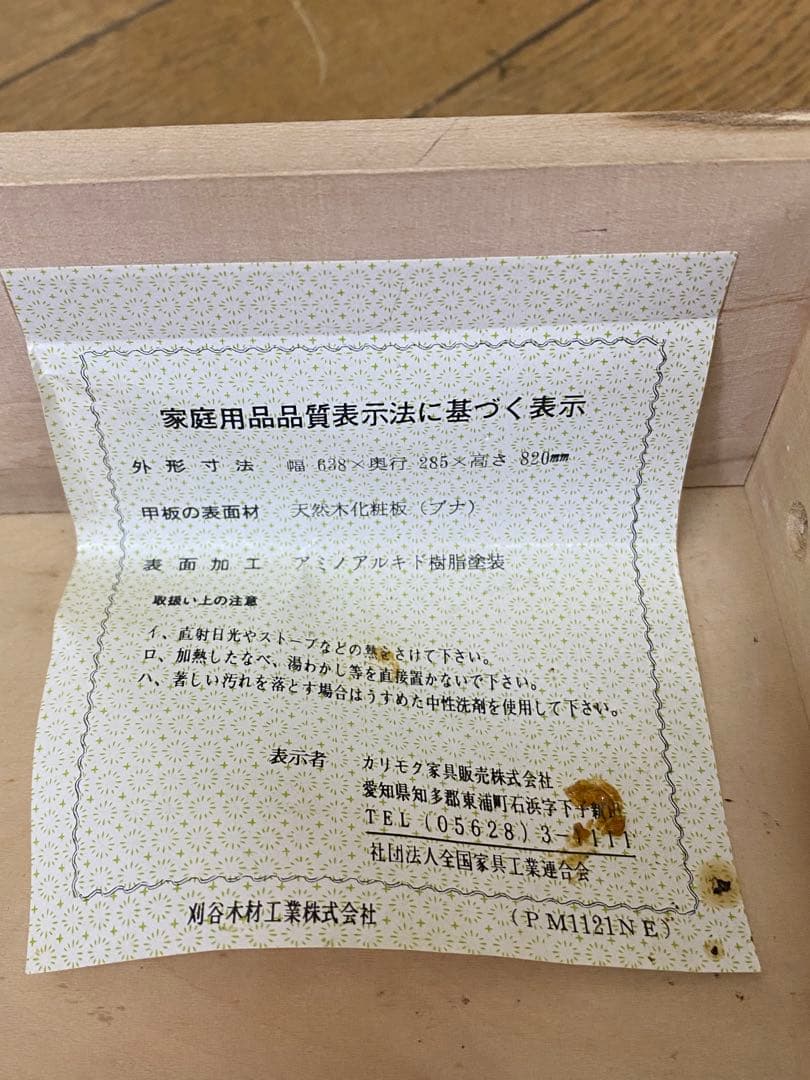 家庭用品品質表示法に基づく表示
外形寸法 幅 638×奥行 285×高さ 820mm
甲板の表面材 天然木化粧板(ブナ)
表面加工 アミノアルキド樹脂塗装
取扱い上の注意
イ、直射日光やストーブなどの熱をさけて下さい。
ロ、加熱したなべ、湯わかし等を直接置かないで下さい。
ハ、著しい汚れを落とす場合はうすめた中性洗剤を使用して下さい。
表示者 カリモク家具販売株式会社
愛知県知多郡東浦町石浜字下子新田
TEL (05628) 3-1111
社団法人全国家具工業連合会
刈谷木材工業株式会社 (PM1121NE)